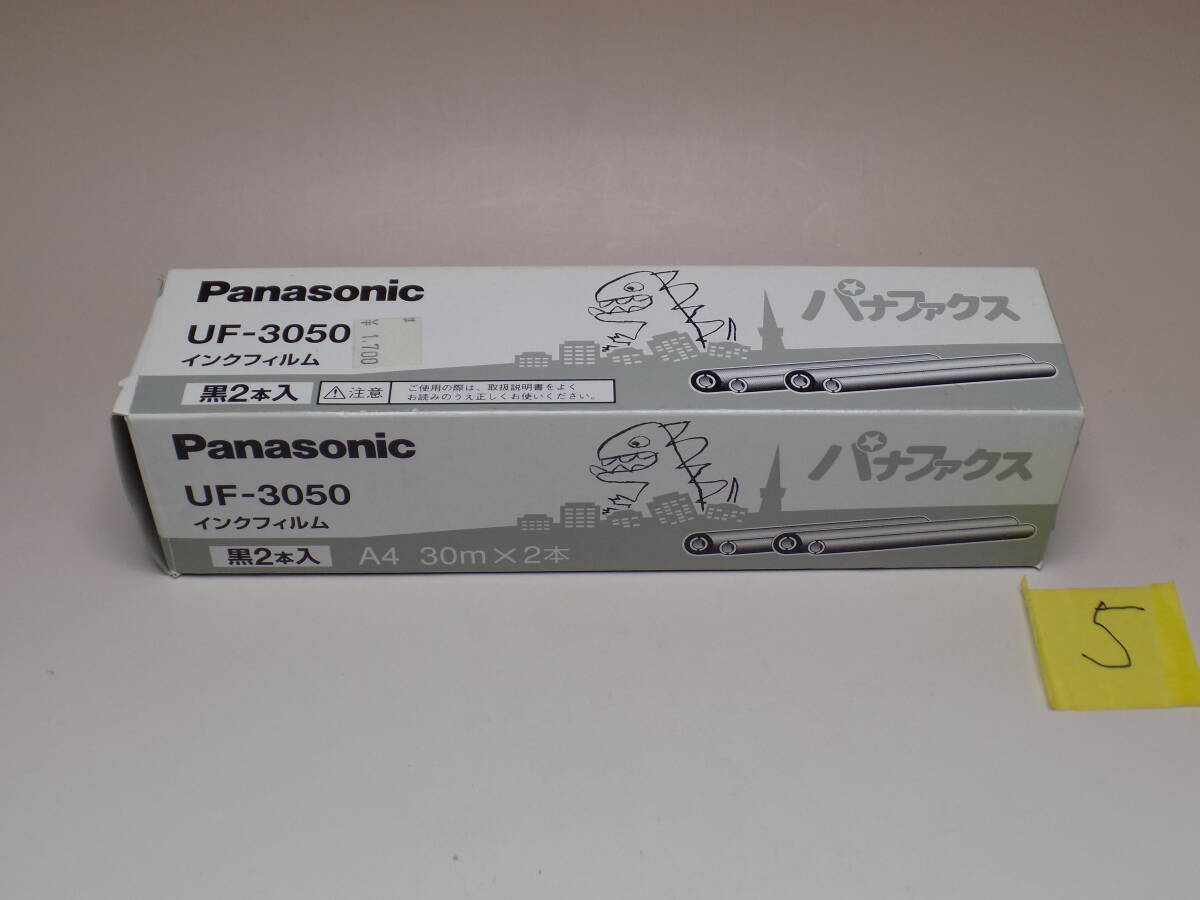 Panasonic
UF-3050
インクフィルム
¥1,700
パナファックス
黒2本入
注意
ご使用の際は、取扱説明書をよく
お読みのうえ正しくお使いください。
Panasonic
UF-3050
インクフィルム
パナファックス
黒2本入 A4 30m×2本
5